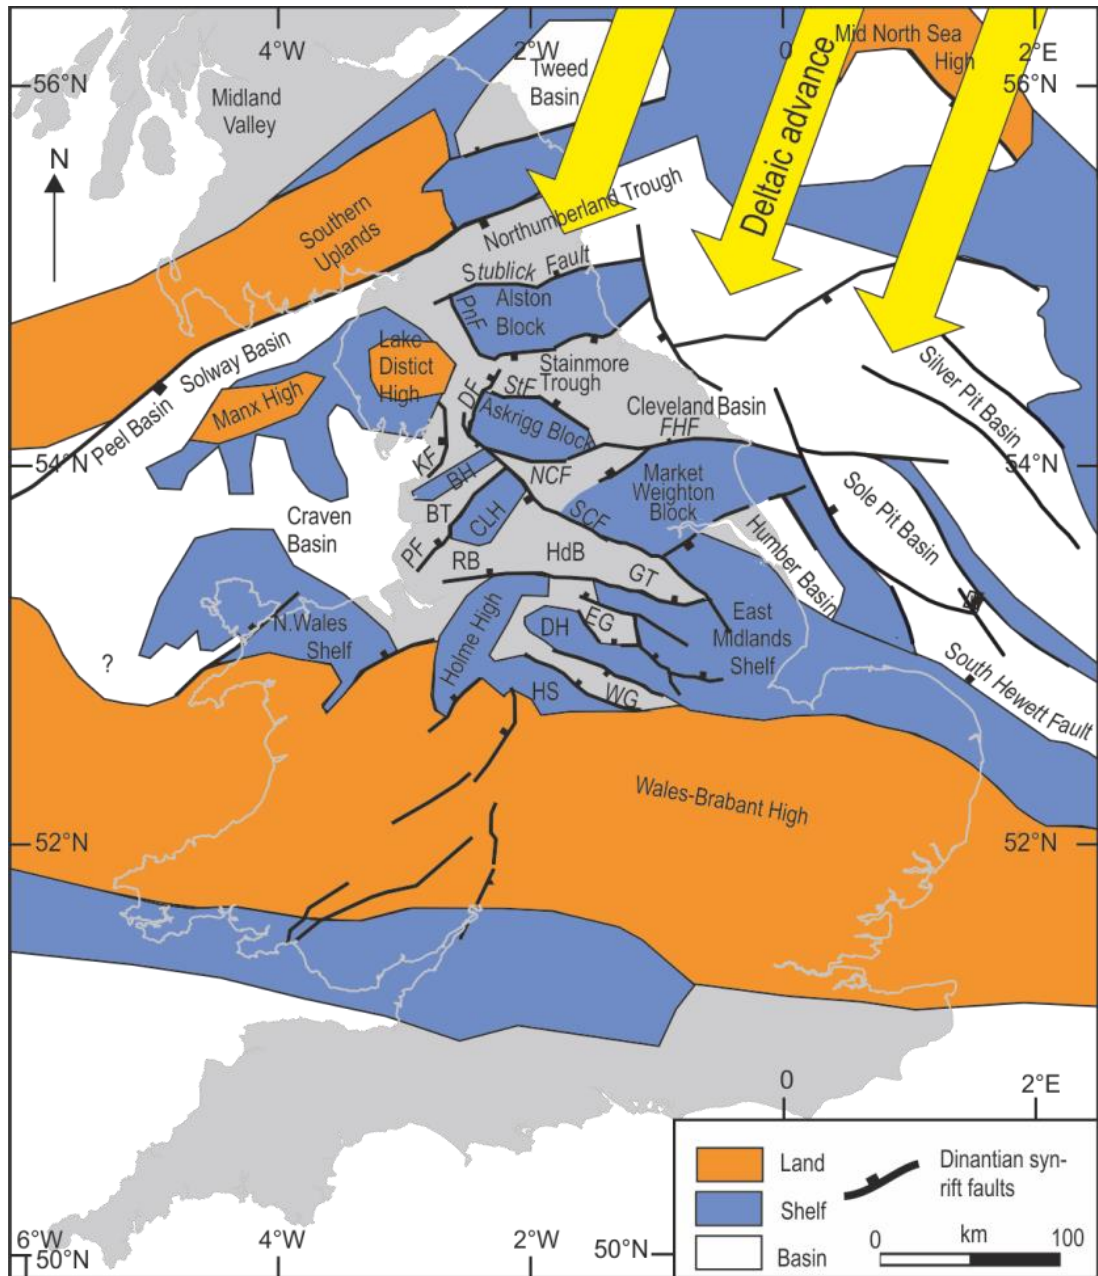 4°W
2°W
0
2°E
Mid North Sea
High
56°N
56°N
Tweed
Basin
Midland
Valley
N
Deltaic advance
Southern
Uplands
Northumberland Trough
Stublick Fault
PnF
Alston
Block
Solway Basin
Lake
Distict
High
Manx High
Peel Basin
DF
StF
Stainmore
Trough
Askrigg Block
Cleveland Basin
FHF
Silver Pit Basin
54°N
54°N
KF
BH
NCF
Market
Weighton
Block
Sole Pit Basin
Craven
Basin
BT
CLH
SCF
PF
RB
HdB
GT
Humber Basin
N.Wales
Shelf
?
Holme High
DH
EG
East
Midlands
Shelf
HS
WG
South Hewett Fault
Wales-Brabant High
52°N
52°N
0
2°E
Land
Shelf
Basin
Dinantian syn-
rift faults
km
0
100
6°W
50°N
4°W
2°W
50°N